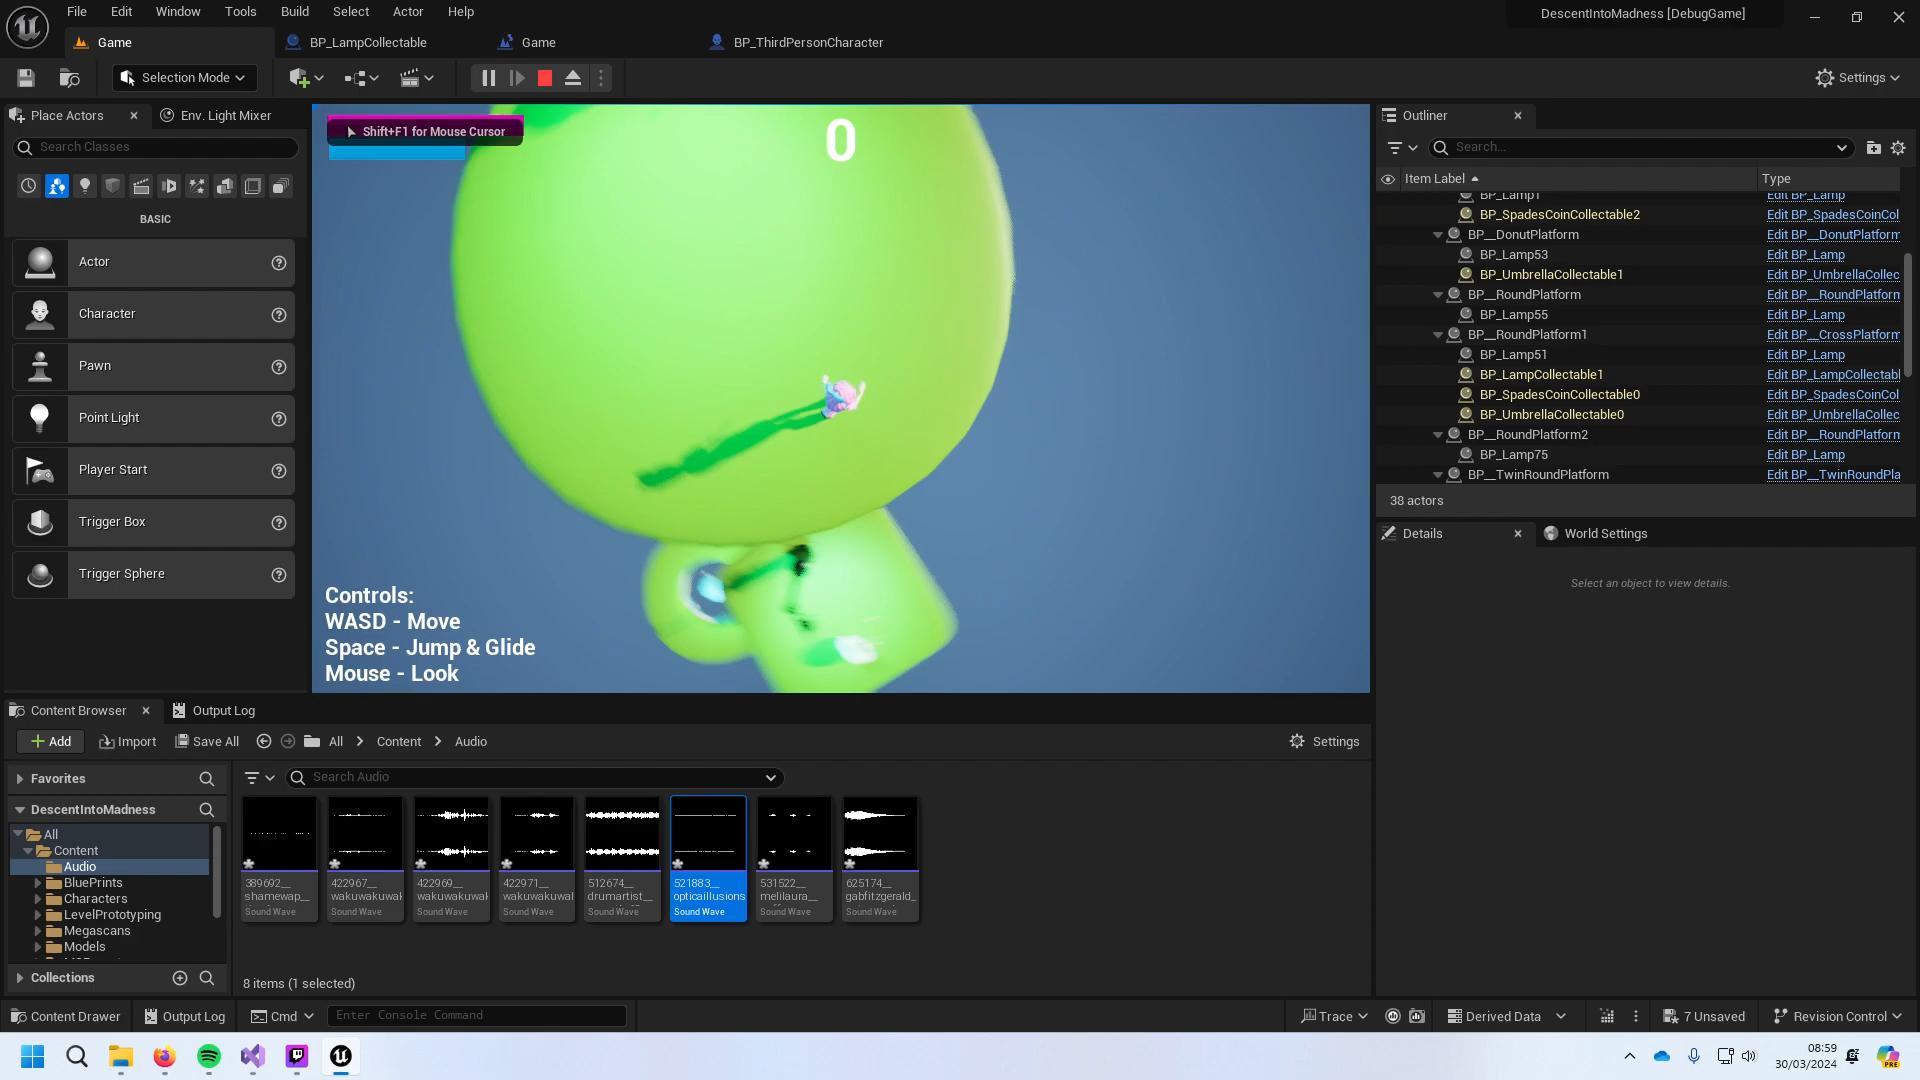 File Edit Window Tools Build Select Actor Help
DescentIntoMadness [DebugGame]
Game
BP_LampCollectable
Game
BP_ThirdPersonCharacter
Selection Mode
Settings
Place Actors
Env. Light Mixer
Search Classes
BASIC
Actor
Character
Pawn
Point Light
Player Start
Trigger Box
Trigger Sphere
Shift+F1 for Mouse Cursor
0
Controls:
WASD - Move
Space - Jump & Glide
Mouse - Look
Outliner
Search...
Item Label Type
BP_Lamp1 Edit BP_Lamp
BP_SpadesCoinCollectable2 Edit BP_SpadesCoinCol
BP__DonutPlatform Edit BP__DonutPlatform
BP_Lamp53 Edit BP_Lamp
BP_UmbrellaCollectable1 Edit BP_UmbrellaCollec
BP__RoundPlatform Edit BP__RoundPlatform
BP_Lamp55 Edit BP_Lamp
BP__RoundPlatform1 Edit BP__CrossPlatform
BP_Lamp51 Edit BP_Lamp
BP_LampCollectable1 Edit BP_LampCollectabl
BP_SpadesCoinCollectable0 Edit BP_SpadesCoinCol
BP_UmbrellaCollectable0 Edit BP_UmbrellaCollec
BP__RoundPlatform2 Edit BP__RoundPlatform
BP_Lamp75 Edit BP_Lamp
BP__TwinRoundPlatform Edit BP__TwinRoundPla
38 actors
Details
World Settings
Select an object to view details.
Content Browser
Output Log
Add Import Save All All Content Audio
Settings
Favorites
Search Audio
DescentIntoMadness
All
Content
Audio
BluePrints
Characters
LevelPrototyping
Megascans
Models
Collections
389692__ shamewap__
Sound Wave
422967__ wakuwakuwak
Sound Wave
422969__ wakuwakuwak
Sound Wave
422971__ wakuwakuwal
Sound Wave
512674__ drumartist__
Sound Wave
521883__ opticaillusions
Sound Wave
531522__ melilaura__
Sound Wave
625174__ gabfitzgerald_
Sound Wave
8 items (1 selected)
Content Drawer Output Log Cmd Enter Console Command
Trace Derived Data 7 Unsaved Revision Control
08:59
30/03/2024
PRE